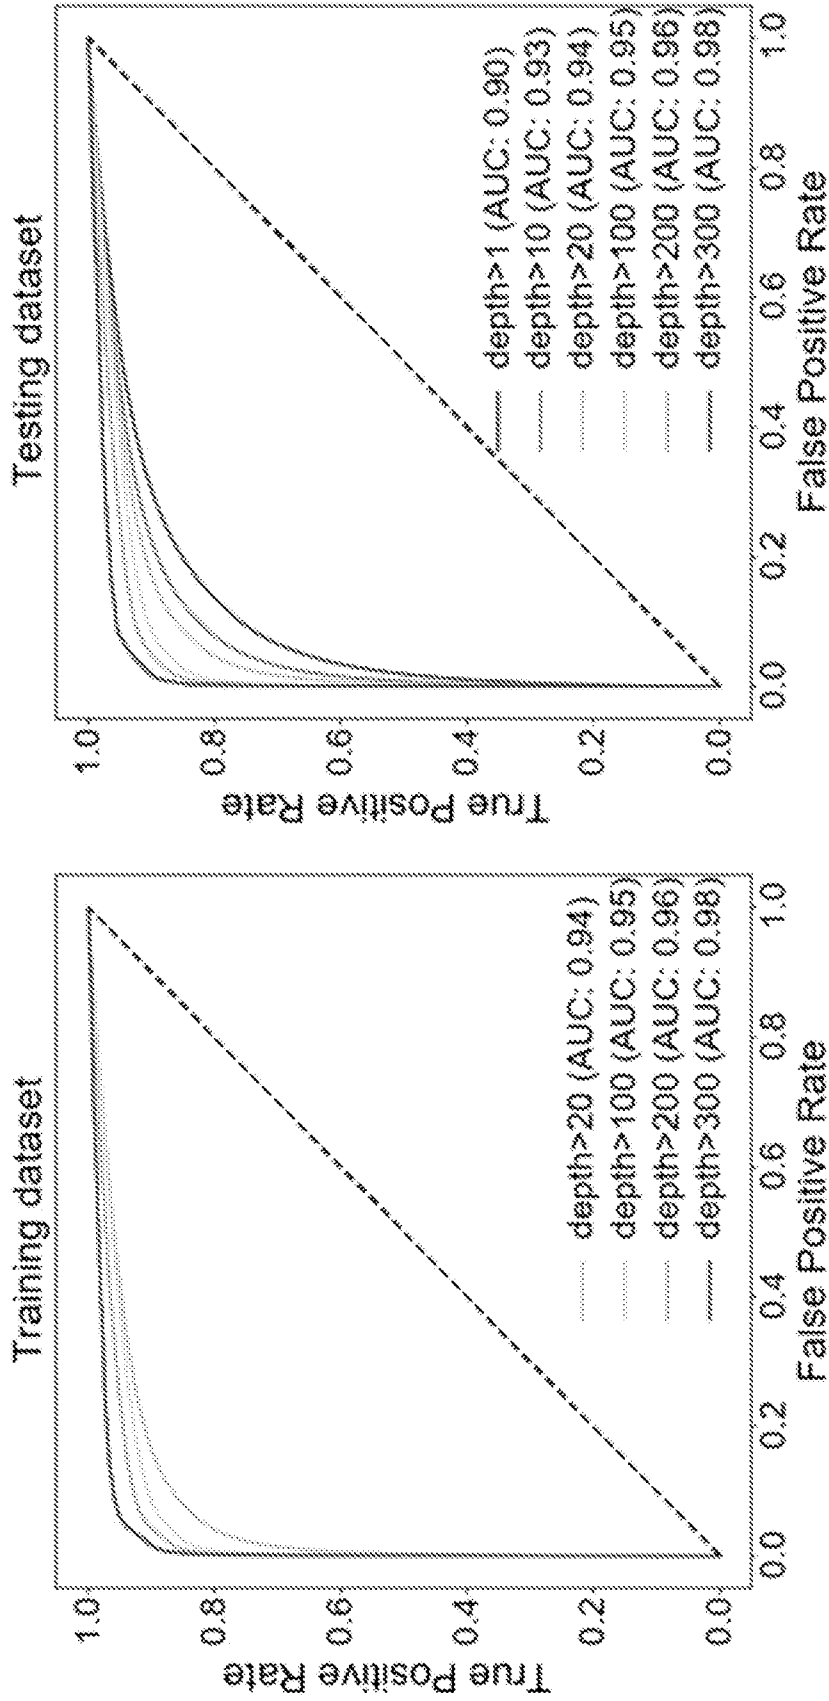 Training dataset
True Positive Rate
1.0
0.8
0.6
0.4
0.2
0.0
depth>20 (AUC: 0.94)
depth>100 (AUC: 0.95)
depth>200 (AUC: 0.96)
depth>300 (AUC: 0.98)
0.0 0.2 0.4 0.6 0.8 1.0
False Positive Rate
Testing dataset
True Positive Rate
1.0
0.8
0.6
0.4
0.2
0.0
depth>1 (AUC: 0.90)
depth>10 (AUC: 0.93)
depth>20 (AUC: 0.94)
depth>100 (AUC: 0.95)
depth>200 (AUC: 0.96)
depth>300 (AUC: 0.98)
0.0 0.2 0.4 0.6 0.8 1.0
False Positive Rate